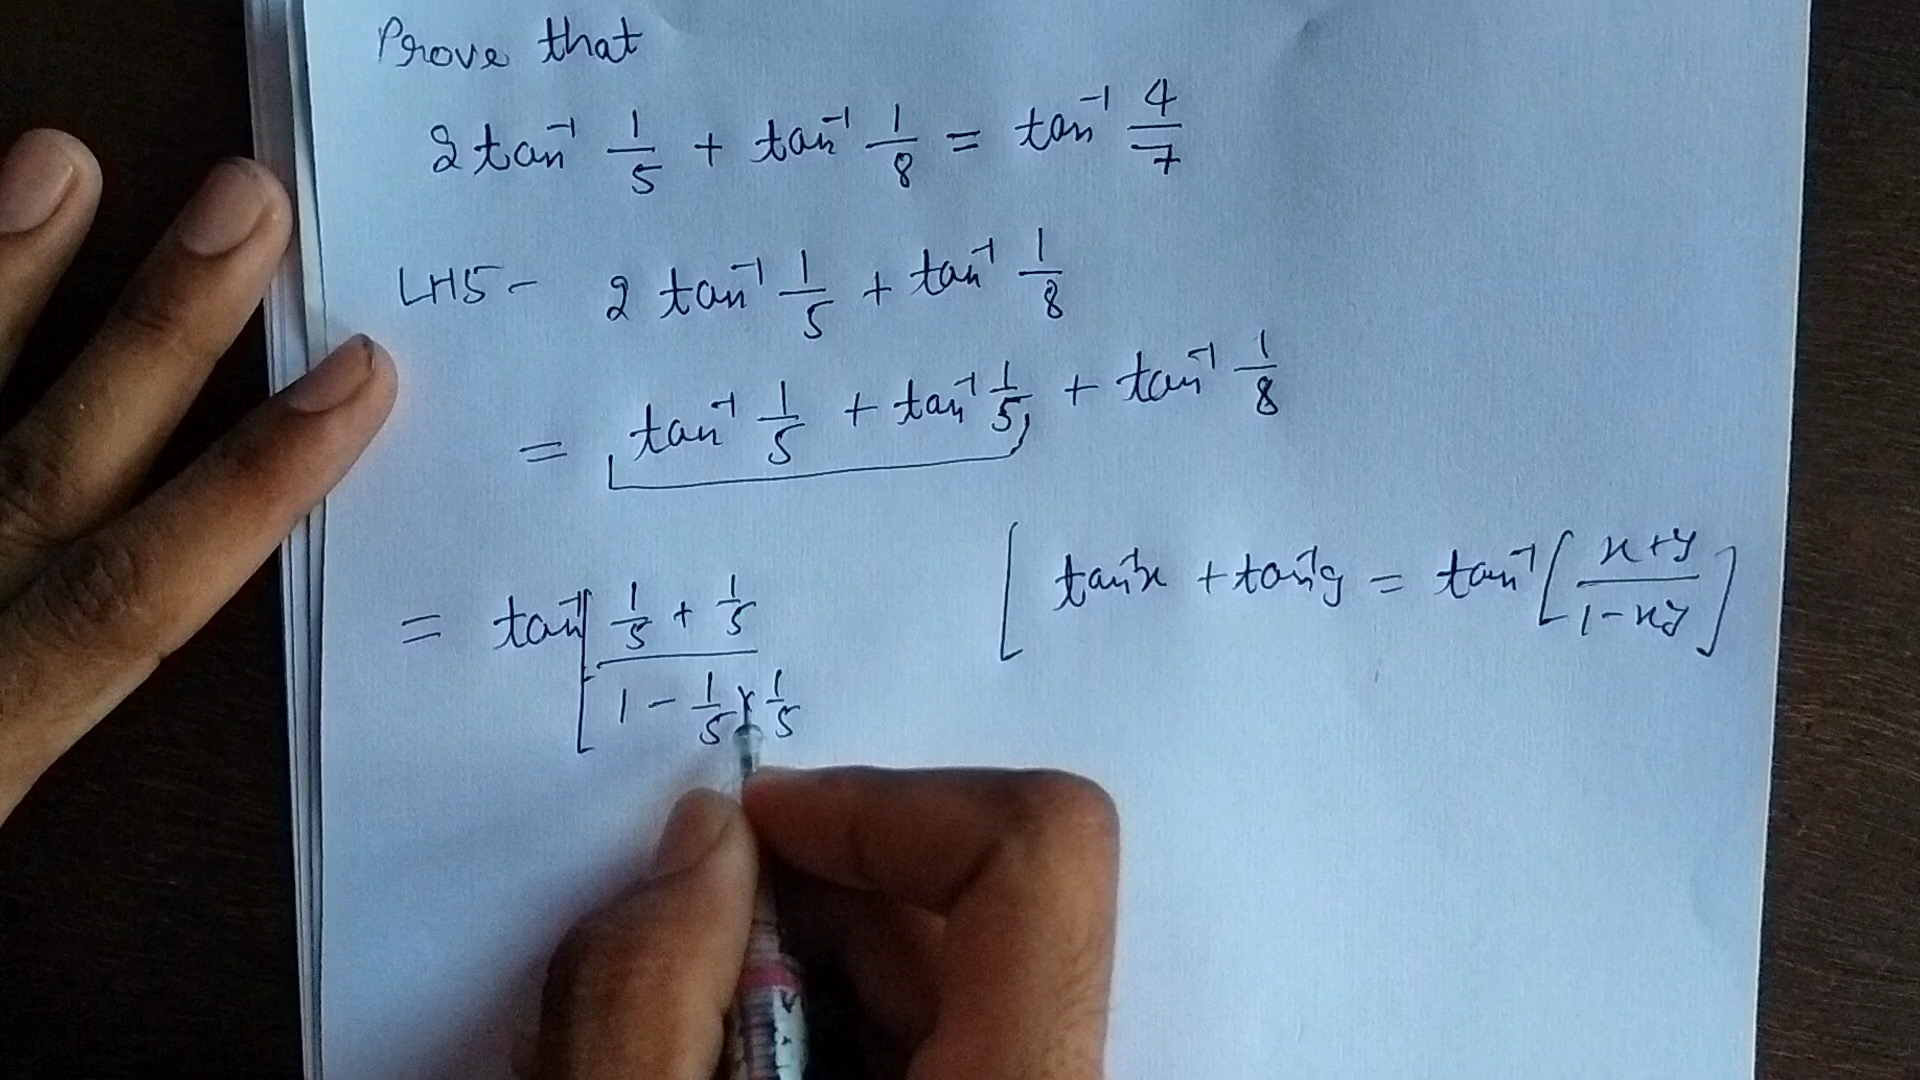 Prove that
2 tan⁻¹ 1/5 + tan⁻¹ 1/8 = tan⁻¹ 4/7
LHS - 2 tan⁻¹ 1/5 + tan⁻¹ 1/8
= tan⁻¹ 1/5 + tan⁻¹ 1/5 + tan⁻¹ 1/8
= tan⁻¹ [ (1/5 + 1/5) / (1 - 1/5 × 1/5) [ tan⁻¹x + tan⁻¹y = tan⁻¹ [ (x+y) / (1-xy) ]